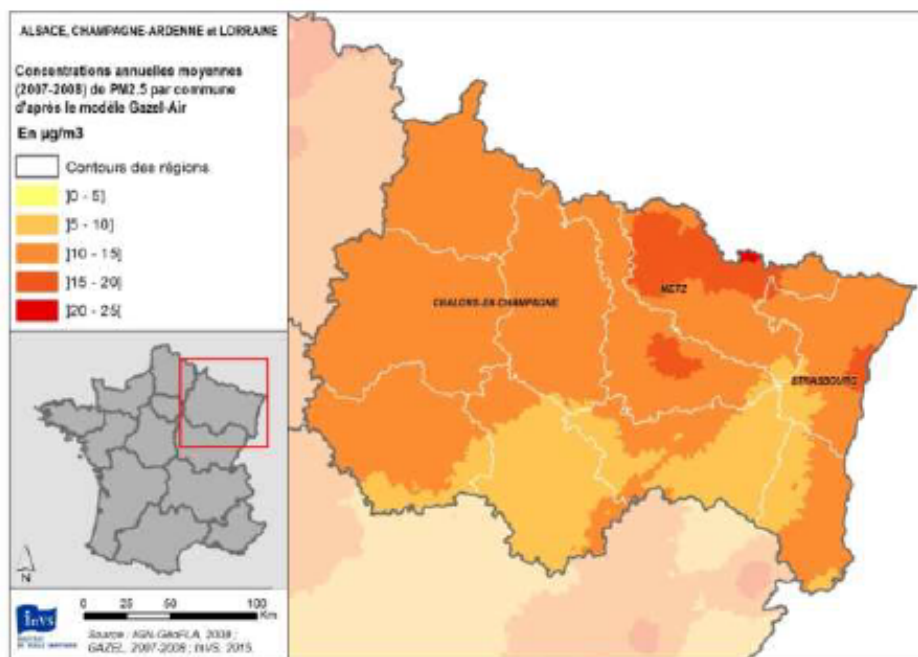 ALSACE, CHAMPAGNE-ARDENNE et LORRAINE
Concentrations annuelles moyennes
(2007-2008) de PM2.5 par commune
d'après le modèle Gazel-Air
En µg/m3
Contours des régions
]0 - 5]
]5 - 10]
]10 - 15]
]15 - 20]
]20 - 25[
METZ
CHALONS-EN-CHAMPAGNE
STRASBOURG
N
0 25 50 100
Km
InVS
Source : IGN-GéoFLA, 2008 ;
GAZEL, 2007-2008 ; InVS, 2015.